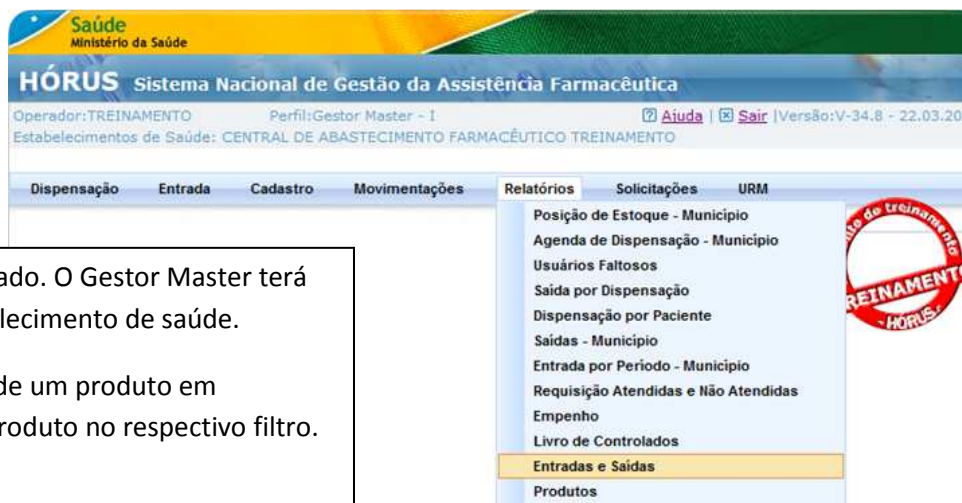 Saúde
Ministério da Saúde
HÓRUS Sistema Nacional de Gestão da Assistência Farmacêutica
Operador:TREINAMENTO Perfil:Gestor Master - I Ajuda | Sair |Versão:V-34.8 - 22.03.20
Estabelecimentos de Saúde: CENTRAL DE ABASTECIMENTO FARMACÊUTICO TREINAMENTO
Dispensação Entrada Cadastro Movimentações Relatórios Solicitações URM
Posição de Estoque - Município
Agenda de Dispensação - Município
Usuários Faltosos
Saída por Dispensação
Dispensação por Paciente
Saídas - Município
Entrada por Período - Município
Requisição Atendidas e Não Atendidas
Empenho
Livro de Controlados
Entradas e Saídas
Produtos
ado. O Gestor Master terá
lecimento de saúde.
de um produto em
roduto no respectivo filtro.
de treinam
REINAMENTO
- HÓRUS